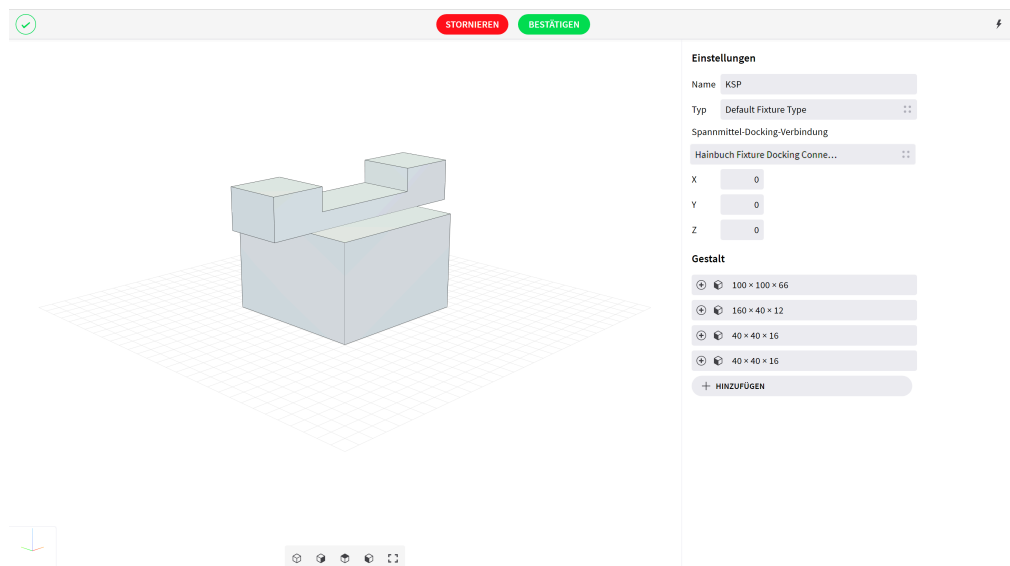 STORNIEREN BESTÄTIGEN
Einstellungen
Name KSP
Typ Default Fixture Type
Spannmittel-Docking-Verbindung
Hainbuch Fixture Docking Conne...
X 0
Y 0
Z 0
Gestalt
100 × 100 × 66
160 × 40 × 12
40 × 40 × 16
40 × 40 × 16
HINZUFÜGEN